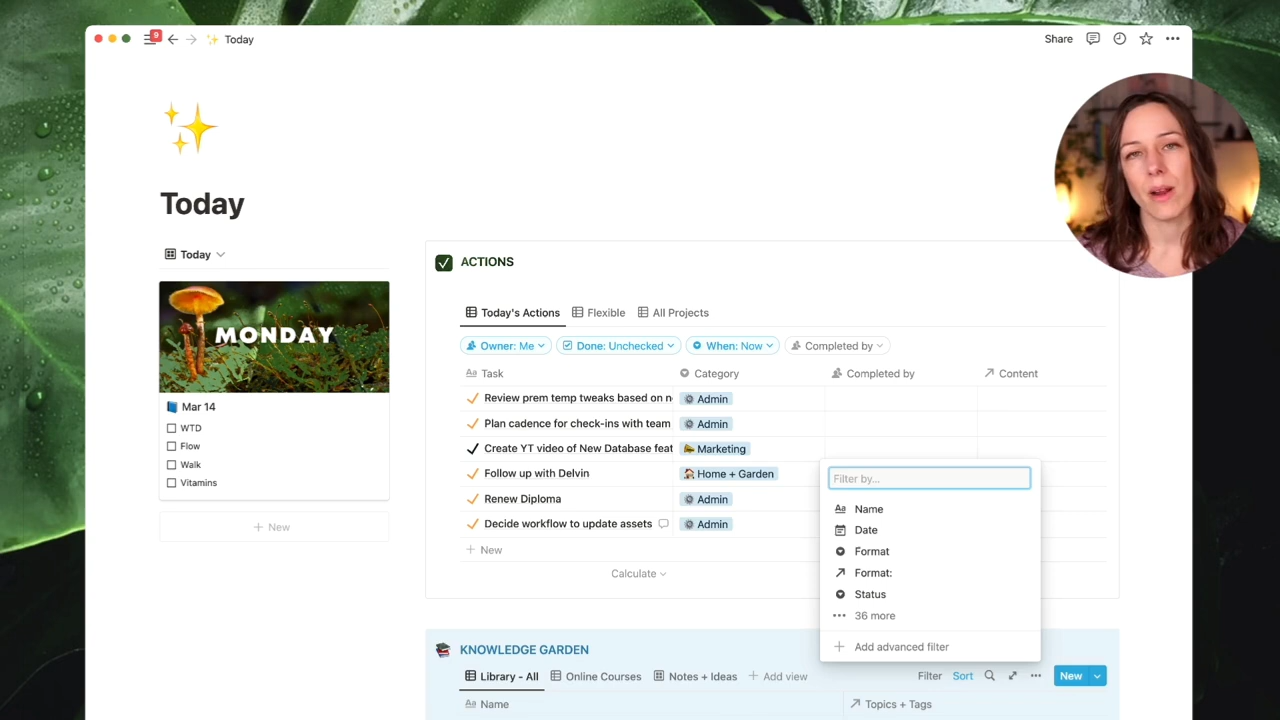 9
Today
Share
Today
Today
MONDAY
Mar 14
WTD
Flow
Walk
Vitamins
New
ACTIONS
Today's Actions
Flexible
All Projects
Owner: Me
Done: Unchecked
When: Now
Completed by
Aa Task
Category
Completed by
Content
Review prem temp tweaks based on n
Admin
Plan cadence for check-ins with team
Admin
Create YT video of New Database feat
Marketing
Follow up with Delvin
Home + Garden
Renew Diploma
Admin
Decide workflow to update assets
Admin
+ New
Calculate
Filter by...
Aa Name
Date
Format
Format:
Status
36 more
+ Add advanced filter
KNOWLEDGE GARDEN
Library - All
Online Courses
Notes + Ideas
+ Add view
Filter
Sort
New
Aa Name
Topics + Tags